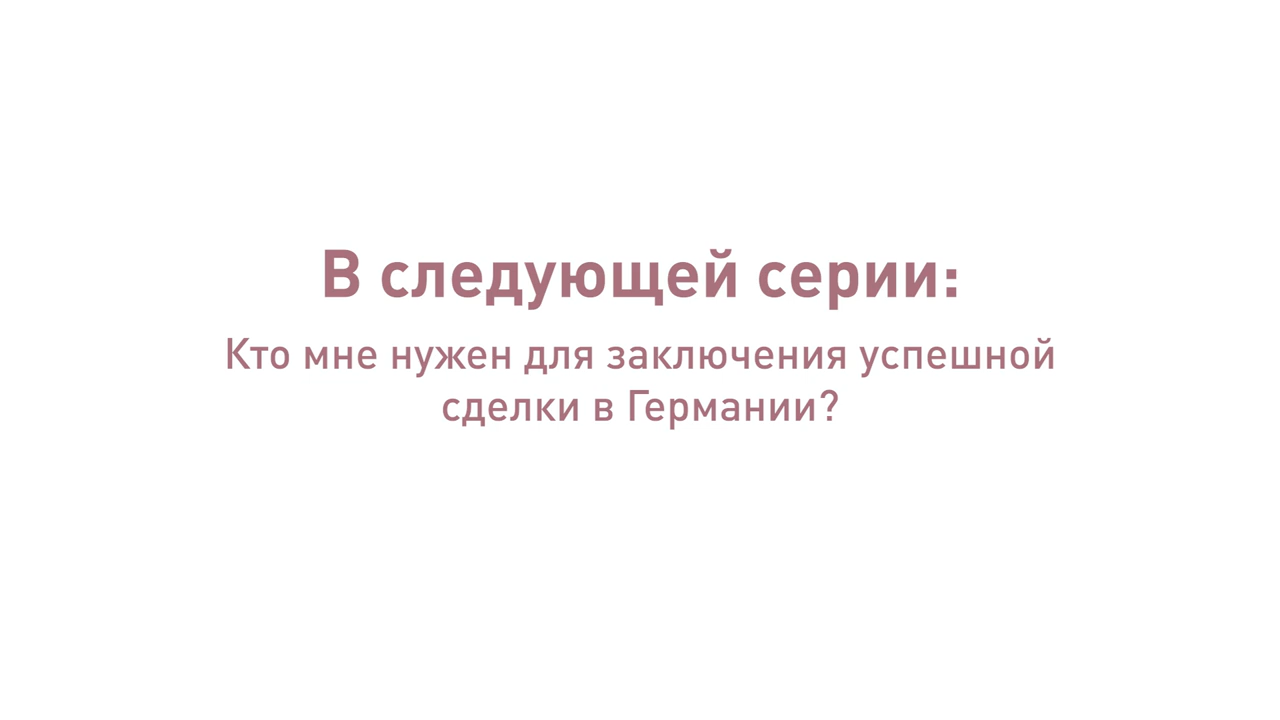 В следующей серии:
Кто мне нужен для заключения успешной
сделки в Германии?